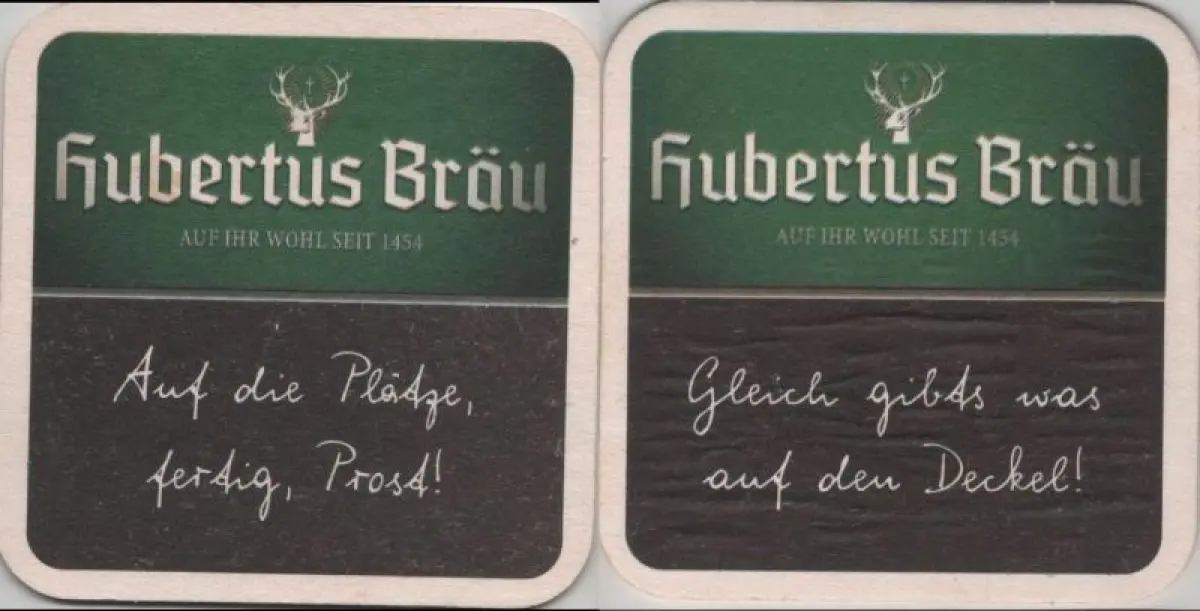 Hubertus Bräu
AUF IHR WOHL SEIT 1454
Auf die Plätze,
fertig, Prost!
Hubertus Bräu
AUF IHR WOHL SEIT 1454
Gleich gibts was
auf den Deckel!